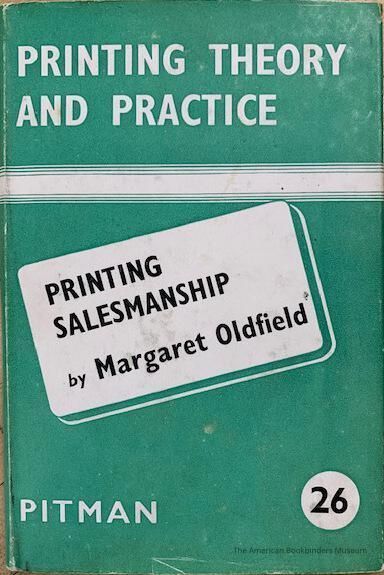 PRINTING THEORY
AND PRACTICE
PRINTING
SALESMANSHIP
by Margaret Oldfield
PITMAN
26
The American Bookbinders Museum